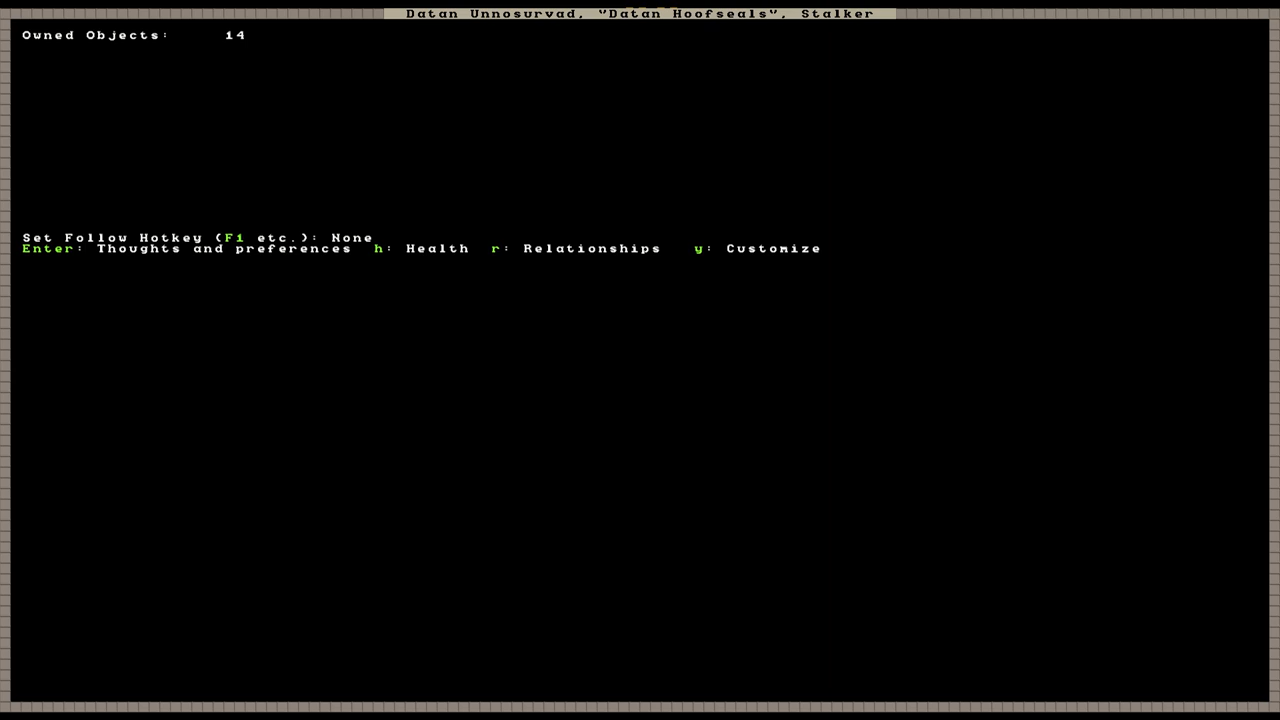 Datan Unnosurvad, "Datan Hoofseals", Stalker
Owned Objects: 14
Set Follow Hotkey (F1 etc.): None
Enter: Thoughts and preferences h: Health r: Relationships y: Customize